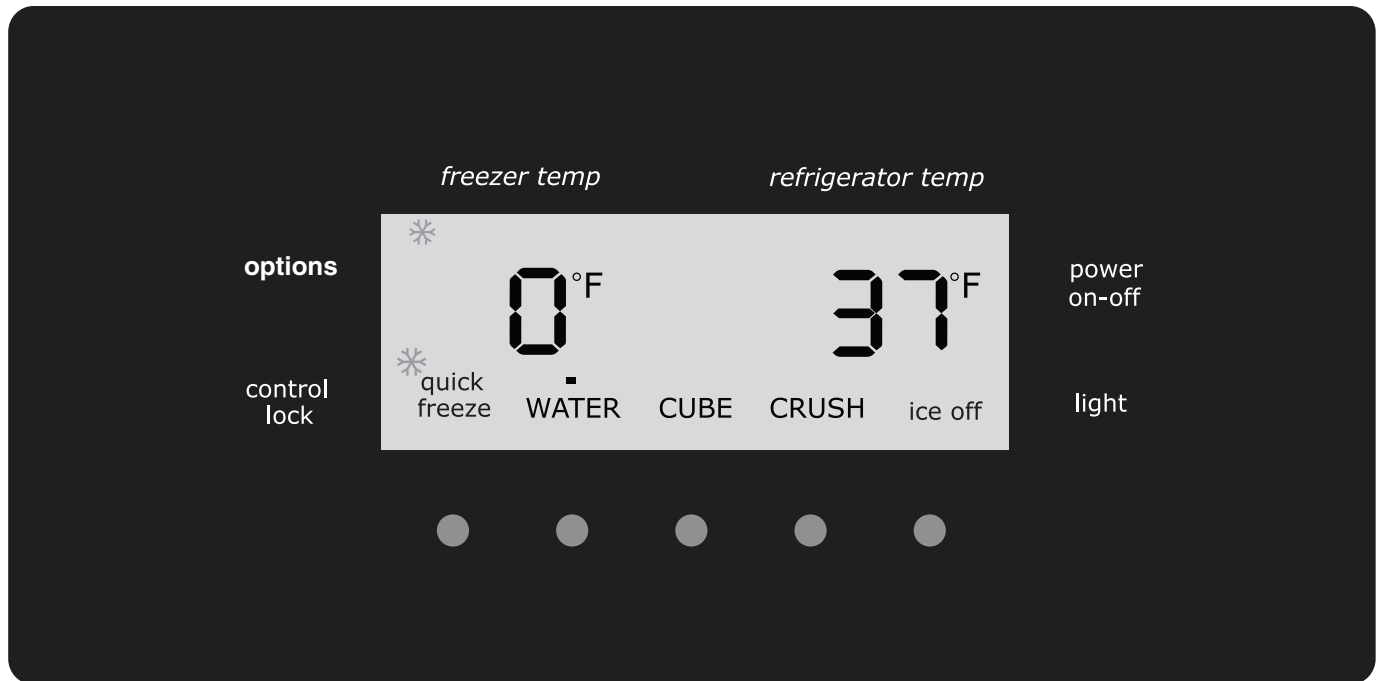 freezer temp refrigerator temp
options
0°F 37°F
power
on-off
control
lock
quick
freeze
WATER CUBE CRUSH ice off
light